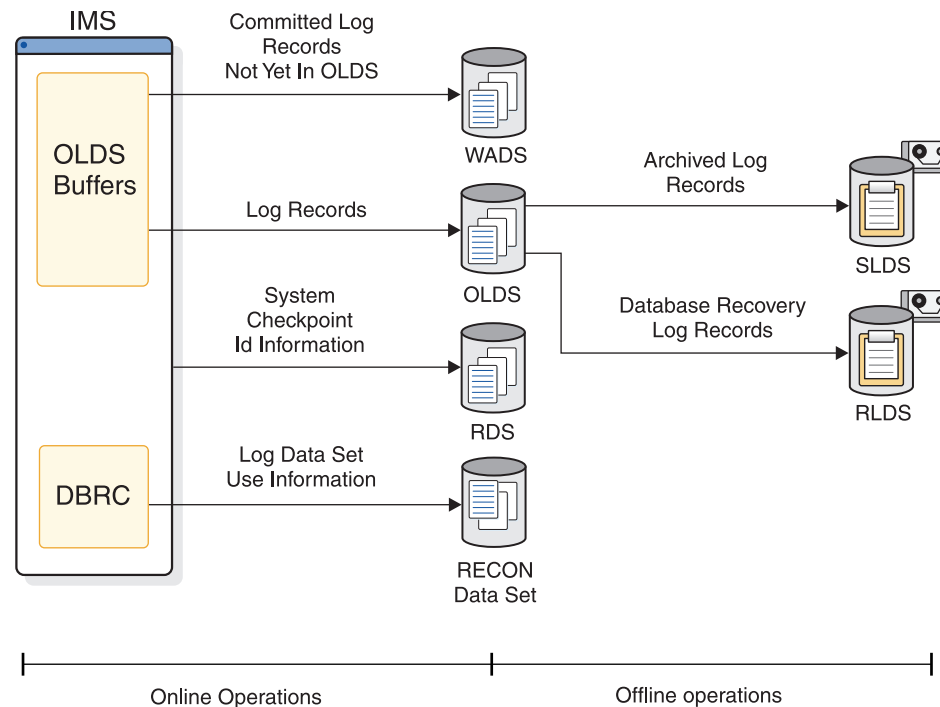 IMS
Committed Log
Records
Not Yet In OLDS
OLDS
Buffers
WADS
Archived Log
Records
Log Records
SLDS
OLDS
System
Checkpoint
Id Information
Database Recovery
Log Records
RDS
RLDS
Log Data Set
Use Information
DBRC
RECON
Data Set
Online Operations
Offline operations